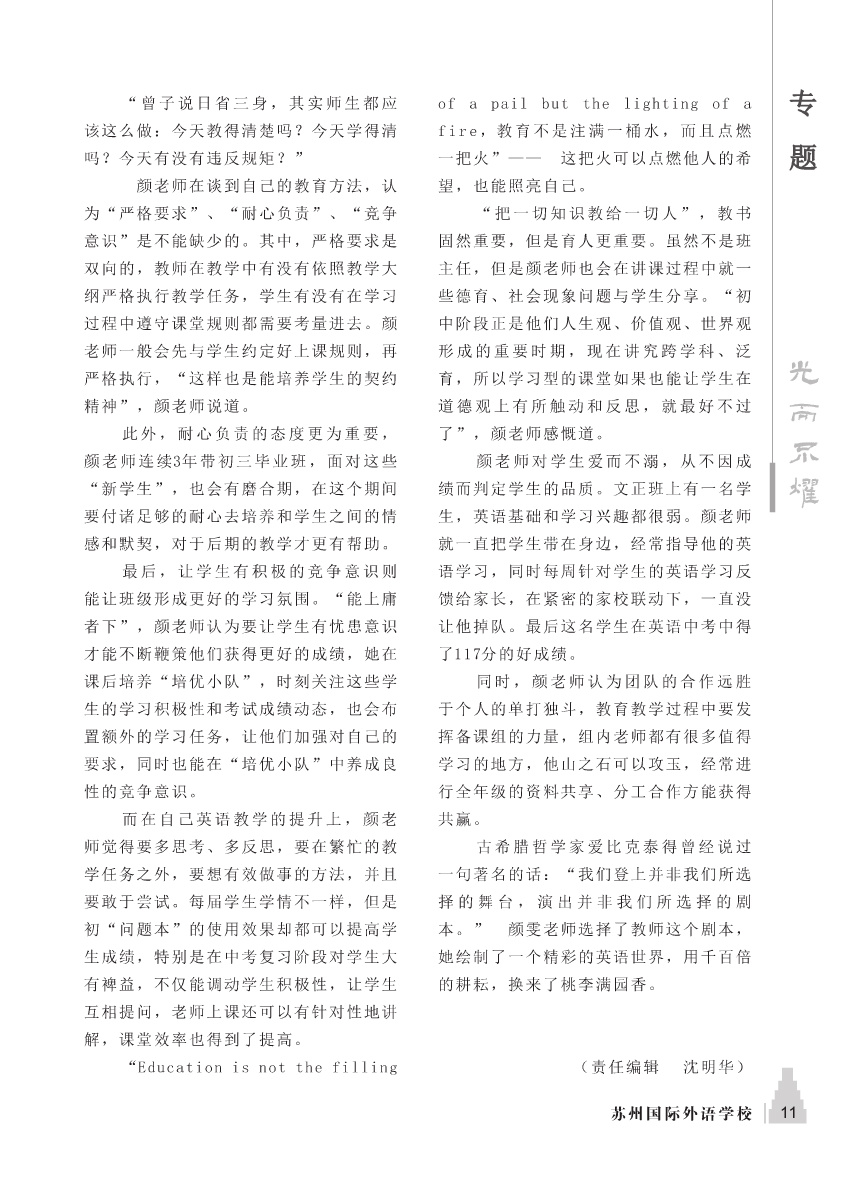 “曾子说日省三身，其实师生都应
该这么做：今天教得清楚吗？今天学得清
吗？今天有没有违反规矩？”
颜老师在谈到自己的教育方法，认
为“严格要求”、“耐心负责”、“竞争
意识”是不能缺少的。其中，严格要求是
双向的，教师在教学中有没有依照教学大
纲严格执行教学任务，学生有没有在学习
过程中遵守课堂规则都需要考量进去。颜
老师一般会先与学生约定好上课规则，再
严格执行，“这样也是能培养学生的契约
精神”，颜老师说道。
此外，耐心负责的态度更为重要，
颜老师连续3年带初三毕业班，面对这些
“新学生”，也会有磨合期，在这个期间
要付诸足够的耐心去培养和学生之间的情
感和默契，对于后期的教学才更有帮助。
最后，让学生有积极的竞争意识则
能让班级形成更好的学习氛围。“能上庸
者下”，颜老师认为要让学生有忧患意识
才能不断鞭策他们获得更好的成绩，她在
课后培养“培优小队”，时刻关注这些学
生的学习积极性和考试成绩动态，也会布
置额外的学习任务，让他们加强对自己的
要求，同时也能在“培优小队”中养成良
性的竞争意识。
而在自己英语教学的提升上，颜老
师觉得要多思考、多反思，要在繁忙的教
学任务之外，要想有效做事的方法，并且
要敢于尝试。每届学生学情不一样，但是
初“问题本”的使用效果却都可以提高学
生成绩，特别是在中考复习阶段对学生大
有裨益，不仅能调动学生积极性，让学生
互相提问，老师上课还可以有针对性地讲
解，课堂效率也得到了提高。
“Education is not the filling
of a pail but the lighting of a
fire，教育不是注满一桶水，而且点燃
一把火”—— 这把火可以点燃他人的希
望，也能照亮自己。
“把一切知识教给一切人”，教书
固然重要，但是育人更重要。虽然不是班
主任，但是颜老师也会在讲课过程中就一
些德育、社会现象问题与学生分享。“初
中阶段正是他们人生观、价值观、世界观
形成的重要时期，现在讲究跨学科、泛
育，所以学习型的课堂如果也能让学生在
道德观上有所触动和反思，就最好不过
了”，颜老师感慨道。
颜老师对学生爱而不溺，从不因成
绩而判定学生的品质。文正班上有一名学
生，英语基础和学习兴趣都很弱。颜老师
就一直把学生带在身边，经常指导他的英
语学习，同时每周针对学生的英语学习反
馈给家长，在紧密的家校联动下，一直没
让他掉队。最后这名学生在英语中考中得
了117分的好成绩。
同时，颜老师认为团队的合作远胜
于个人的单打独斗，教育教学过程中要发
挥备课组的力量，组内老师都有很多值得
学习的地方，他山之石可以攻玉，经常进
行全年级的资料共享、分工合作方能获得
共赢。
古希腊哲学家爱比克泰得曾经说过
一句著名的话：“我们登上并非我们所选
择的舞台，演出并非我们所选择的剧
本。” 颜雯老师选择了教师这个剧本，
她绘制了一个精彩的英语世界，用千百倍
的耕耘，换来了桃李满园香。
（责任编辑 沈明华）
专题
光而不耀
苏州国际外语学校 11